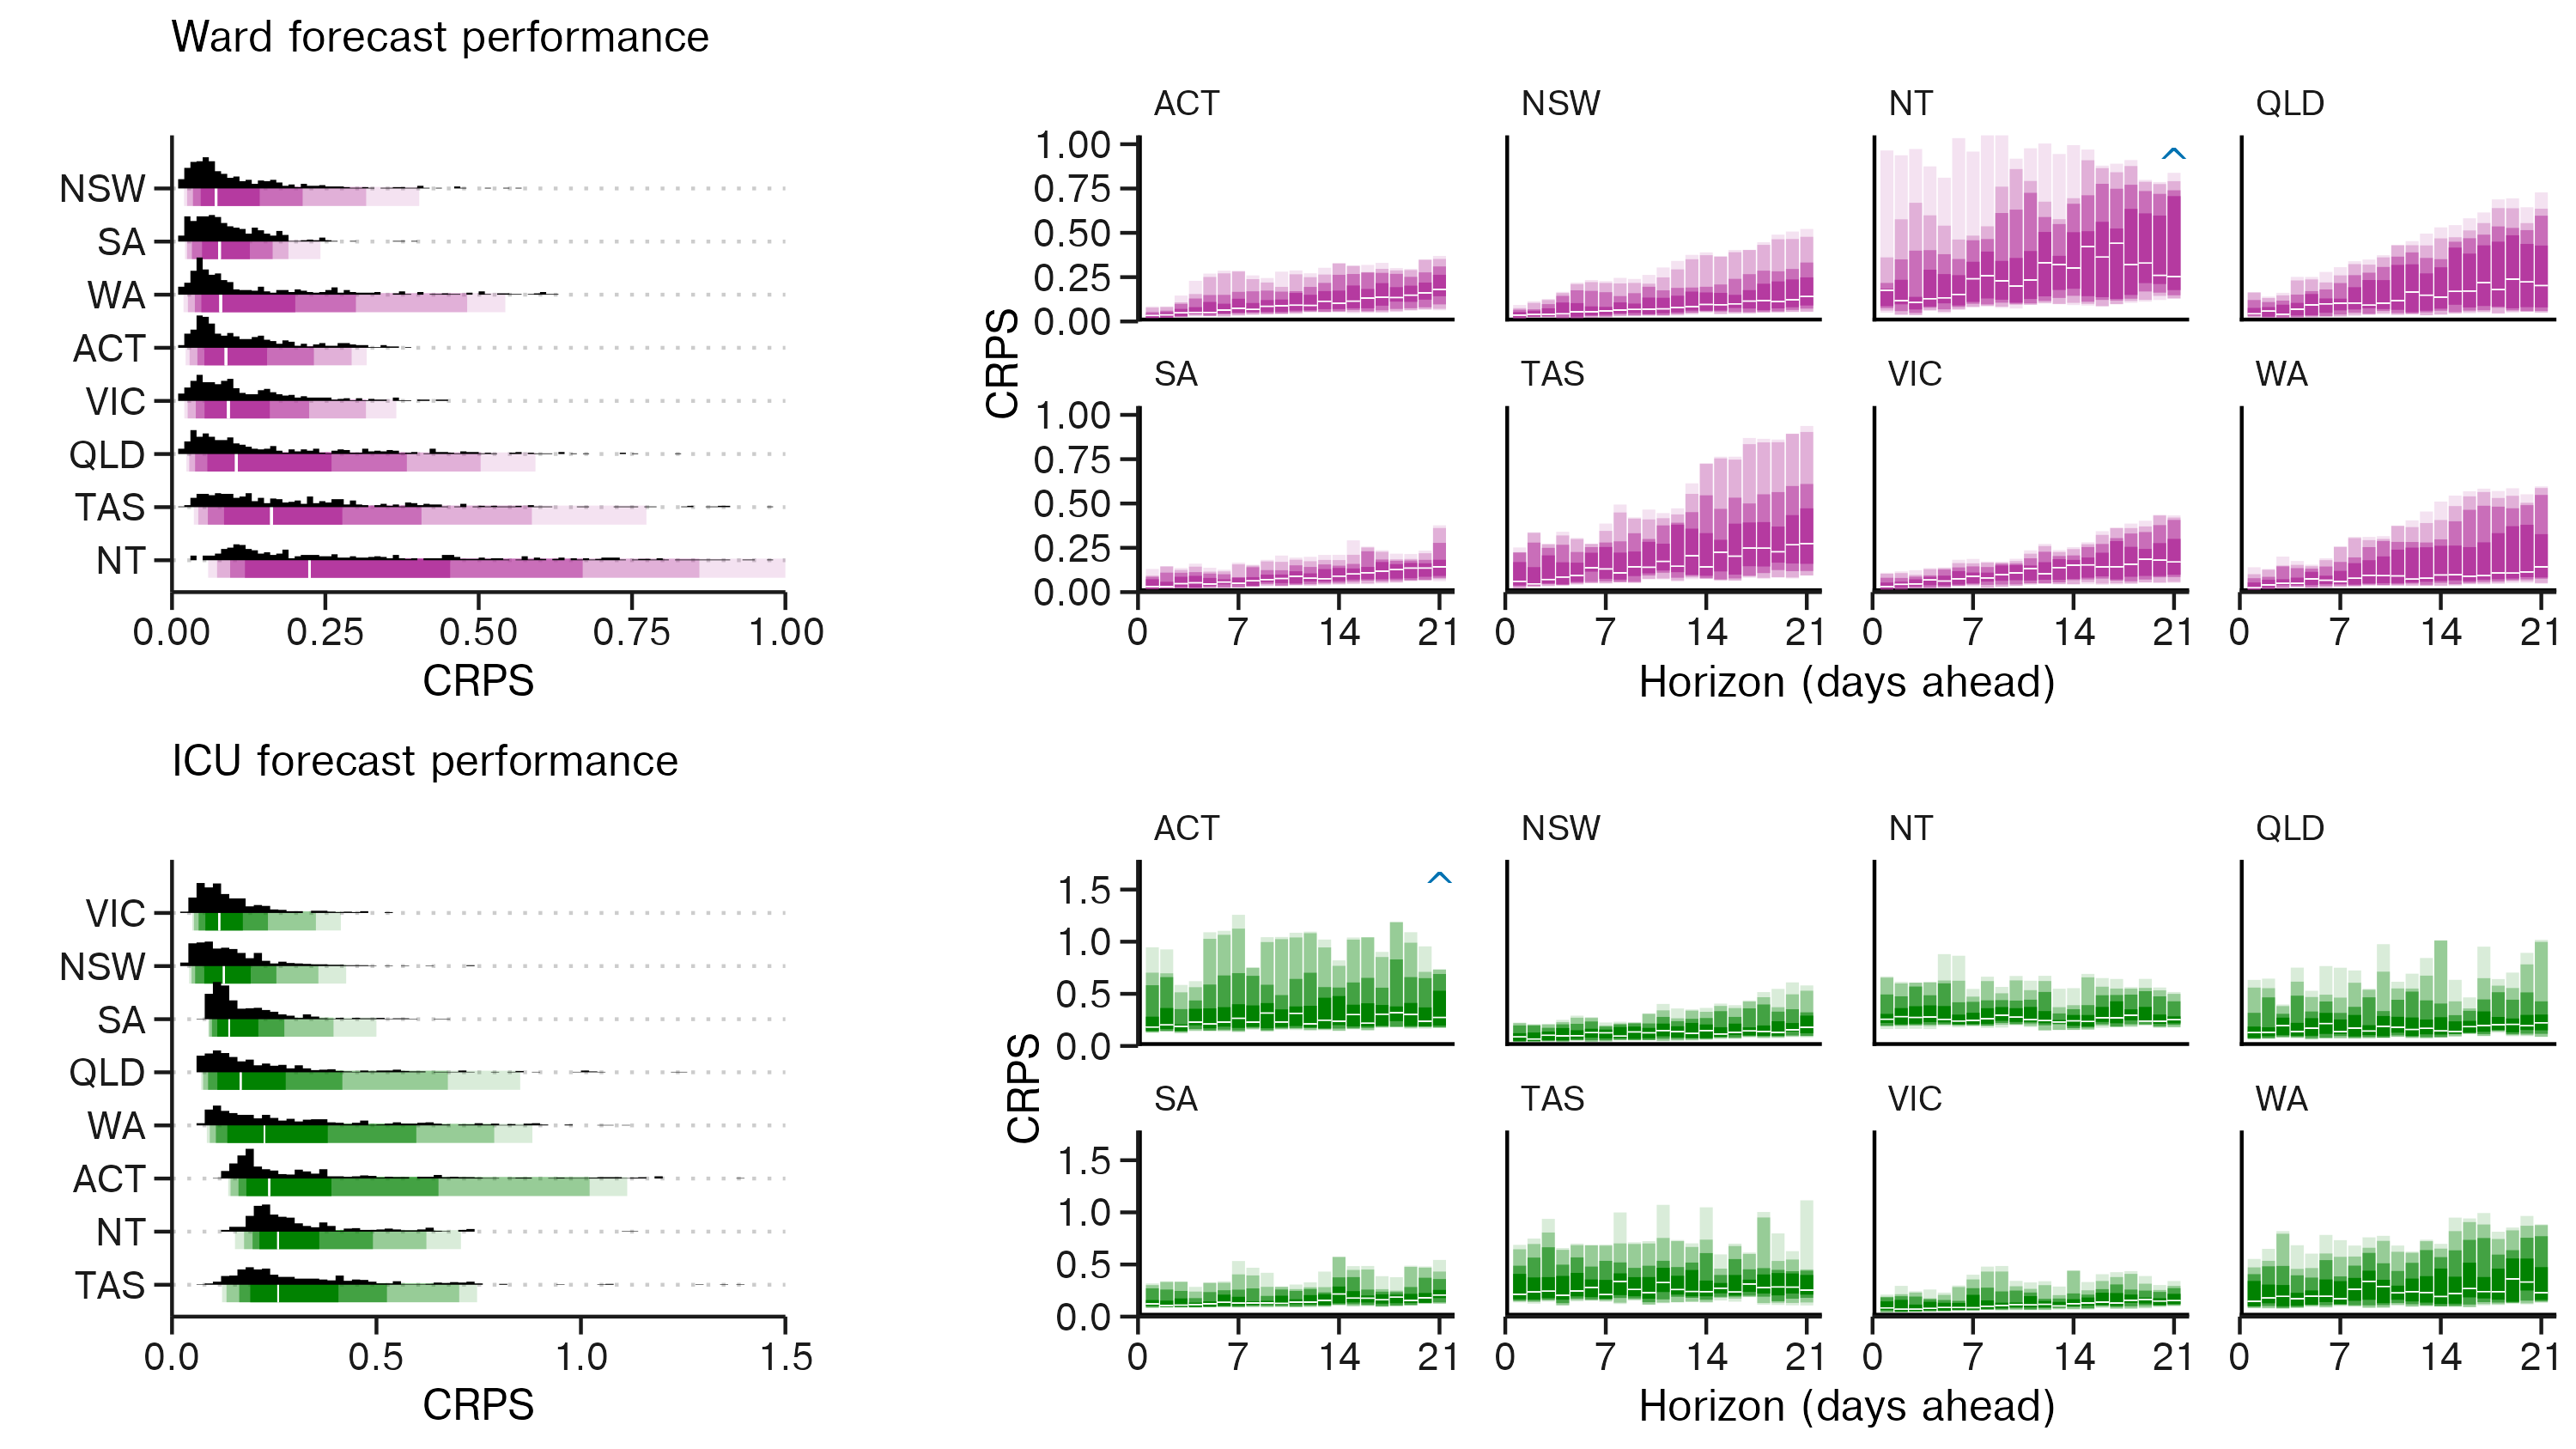 Ward forecast performance
NSW
SA
WA
ACT
VIC
QLD
TAS
NT
0.00 0.25 0.50 0.75 1.00
CRPS
ACT NSW NT QLD
1.00
0.75
0.50
0.25
0.00
CRPS
^
SA TAS VIC WA
1.00
0.75
0.50
0.25
0.00
0 7 14 21 0 7 14 21 0 7 14 21 0 7 14 21
Horizon (days ahead)
ICU forecast performance
VIC
NSW
SA
QLD
WA
ACT
NT
TAS
0.0 0.5 1.0 1.5
CRPS
ACT NSW NT QLD
^
1.5
1.0
0.5
0.0
CRPS
SA TAS VIC WA
1.5
1.0
0.5
0.0
0 7 14 21 0 7 14 21 0 7 14 21 0 7 14 21
Horizon (days ahead)